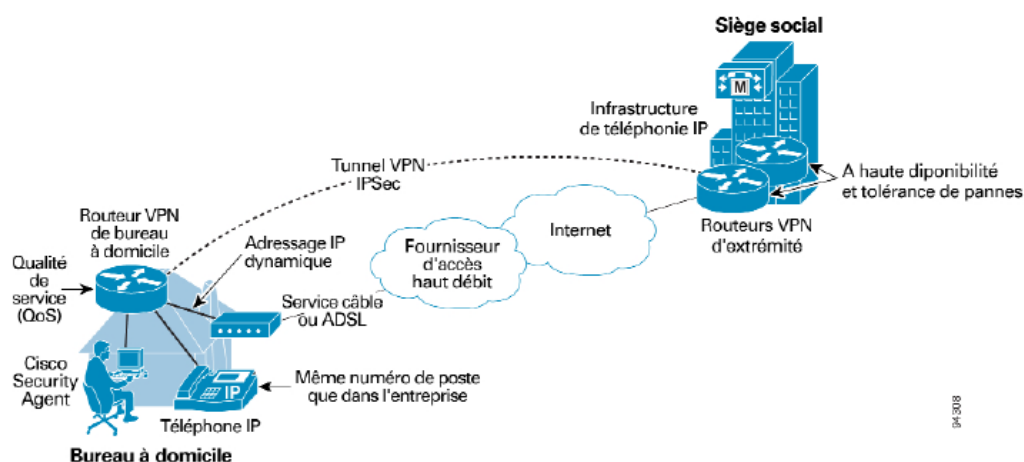 Siège social
M
Infrastructure
de téléphonie IP
A haute diponibilité
et tolérance de pannes
Tunnel VPN
IPSec
Routeur VPN
de bureau
à domicile
Adressage IP
dynamique
Fournisseur
d'accès
haut débit
Internet
Routeurs VPN
d'extrémité
Qualité
de
service
(QoS)
Service câble
ou ADSL
Cisco
Security
Agent
IP
Même numéro de poste
que dans l'entreprise
Téléphone IP
Bureau à domicile
94308